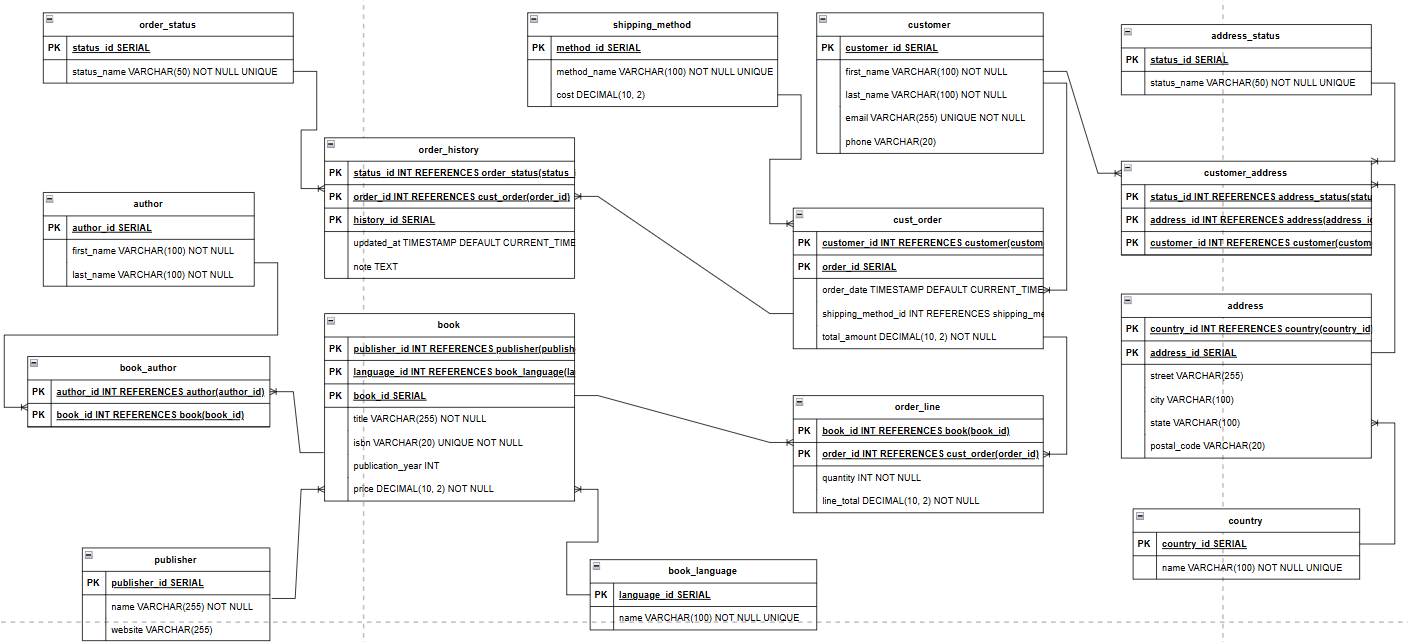 order_status
PK status_id SERIAL
status_name VARCHAR(50) NOT NULL UNIQUE
shipping_method
PK method_id SERIAL
method_name VARCHAR(100) NOT NULL UNIQUE
cost DECIMAL(10, 2)
customer
PK customer_id SERIAL
first_name VARCHAR(100) NOT NULL
last_name VARCHAR(100) NOT NULL
email VARCHAR(255) UNIQUE NOT NULL
phone VARCHAR(20)
address_status
PK status_id SERIAL
status_name VARCHAR(50) NOT NULL UNIQUE
order_history
PK status_id INT REFERENCES order_status(status_
PK order_id INT REFERENCES cust_order(order_id)
PK history_id SERIAL
updated_at TIMESTAMP DEFAULT CURRENT_TIME
note TEXT
customer_address
PK status_id INT REFERENCES address_status(statu
PK address_id INT REFERENCES address(address_i
PK customer_id INT REFERENCES customer(custom
author
PK author_id SERIAL
first_name VARCHAR(100) NOT NULL
last_name VARCHAR(100) NOT NULL
cust_order
PK customer_id INT REFERENCES customer(custom
PK order_id SERIAL
order_date TIMESTAMP DEFAULT CURRENT_TIME
shipping_method_id INT REFERENCES shipping_me
total_amount DECIMAL(10, 2) NOT NULL
address
PK country_id INT REFERENCES country(country_id
PK address_id SERIAL
street VARCHAR(255)
city VARCHAR(100)
state VARCHAR(100)
postal_code VARCHAR(20)
book
PK publisher_id INT REFERENCES publisher(publish
PK language_id INT REFERENCES book_language(la
PK book_id SERIAL
title VARCHAR(255) NOT NULL
isbn VARCHAR(20) UNIQUE NOT NULL
publication_year INT
price DECIMAL(10, 2) NOT NULL
book_author
PK author_id INT REFERENCES author(author_id)
PK book_id INT REFERENCES book(book_id)
order_line
PK book_id INT REFERENCES book(book_id)
PK order_id INT REFERENCES cust_order(order_id)
quantity INT NOT NULL
line_total DECIMAL(10, 2) NOT NULL
country
PK country_id SERIAL
name VARCHAR(100) NOT NULL UNIQUE
publisher
PK publisher_id SERIAL
name VARCHAR(255) NOT NULL
website VARCHAR(255)
book_language
PK language_id SERIAL
name VARCHAR(100) NOT NULL UNIQUE